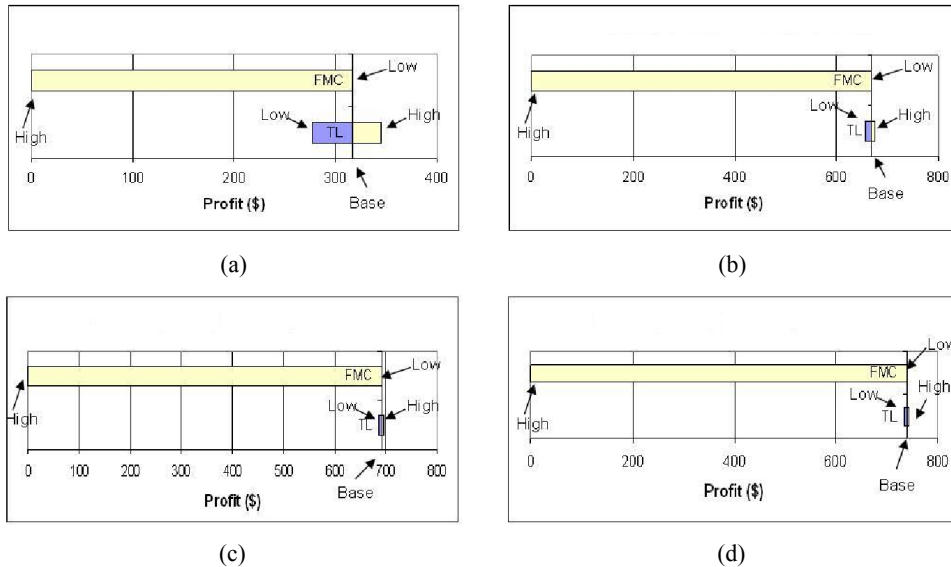 FMC
Low
Low
TL
High
High
0 100 200 300 400
Profit ($)
Base
(a)
FMC
Low
Low
TL
High
High
0 200 400 600 800
Profit ($)
Base
(b)
FMC
Low
Low
TL
High
High
0 100 200 300 400 500 600 700 800
Profit ($)
Base
(c)
FMC
Low
Low
TL
High
High
0 200 400 600 800
Profit ($)
Base
(d)